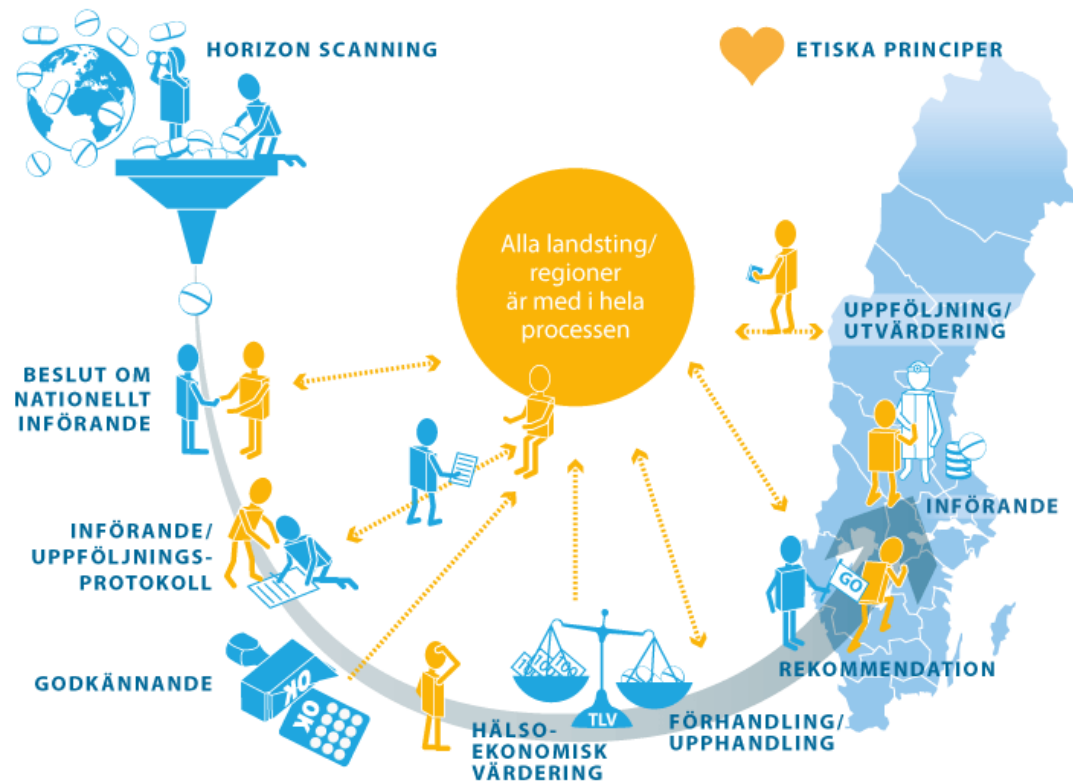 HORIZON SCANNING
ETISKA PRINCIPER
Alla landsting/
regioner
är med i hela
processen
UPPFÖLJNING/
UTVÄRDERING
BESLUT OM
NATIONELLT
INFÖRANDE
INFÖRANDE
INFÖRANDE/
UPPFÖLJNINGS-
PROTOKOLL
GO
REKOMMENDATION
GODKÄNNANDE
OK
OK
100
TLV
HÄLSO-
EKONOMISK
VÄRDERING
FÖRHANDLING/
UPPHANDLING